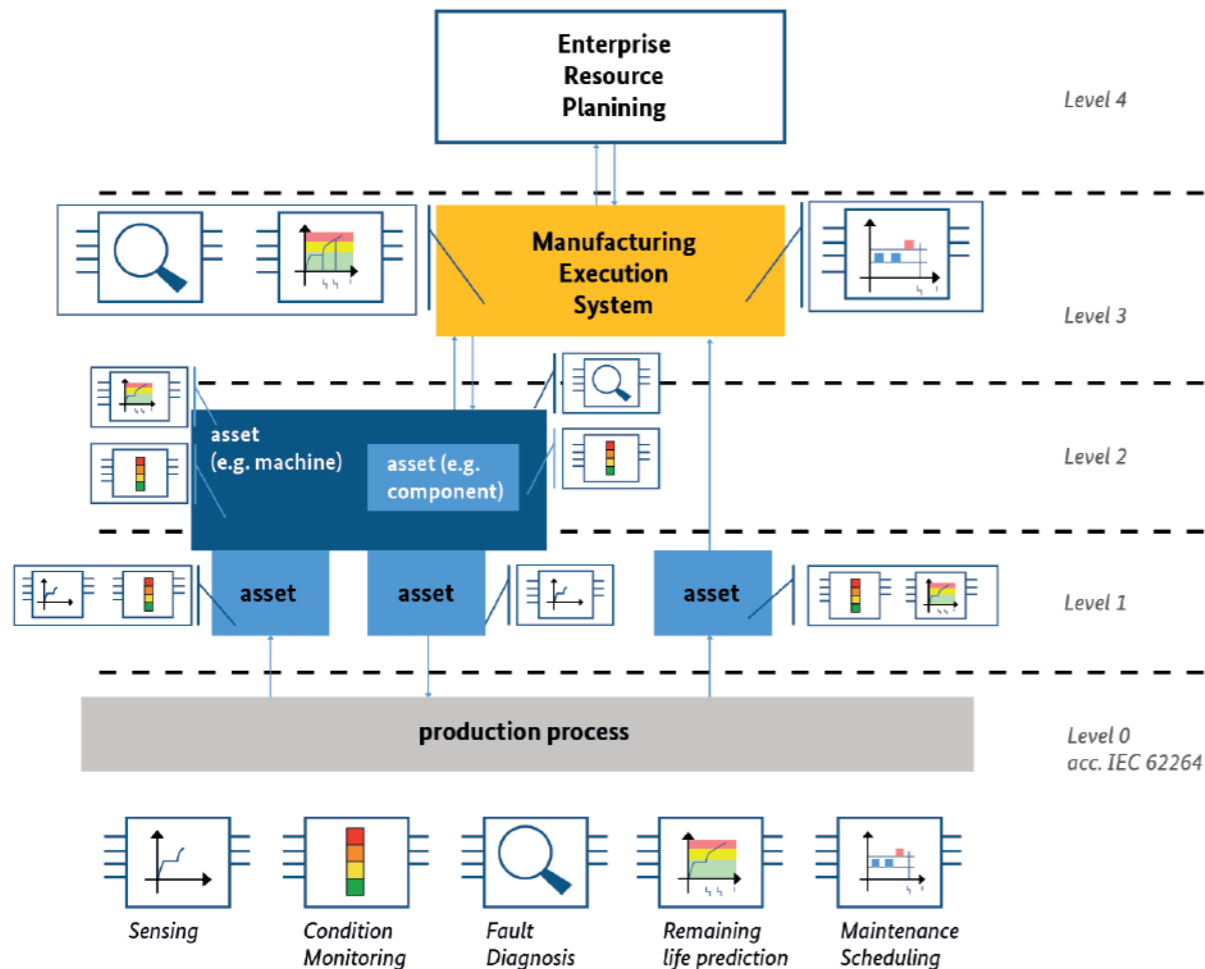 Enterprise
Resource
Planining
Level 4
Manufacturing
Execution
System
Level 3
asset
(e.g. machine)
asset (e.g.
component)
Level 2
asset
asset
asset
Level 1
production process
Level 0
acc. IEC 62264
Sensing
Condition
Monitoring
Fault
Diagnosis
Remaining
life prediction
Maintenance
Scheduling